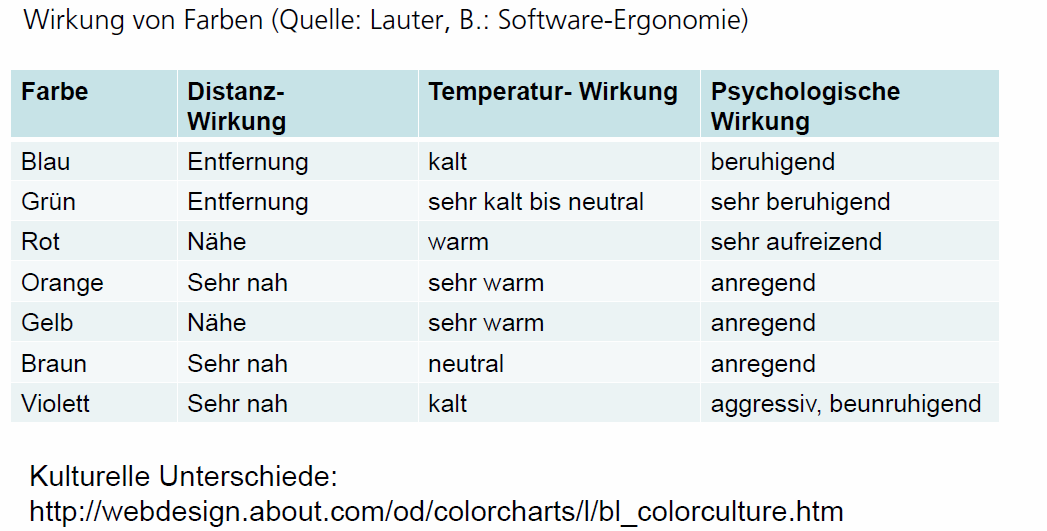 Wirkung von Farben (Quelle: Lauter, B.: Software-Ergonomie)
Farbe Distanz-Wirkung Temperatur- Wirkung Psychologische Wirkung
Blau Entfernung kalt beruhigend
Grün Entfernung sehr kalt bis neutral sehr beruhigend
Rot Nähe warm sehr aufreizend
Orange Sehr nah sehr warm anregend
Gelb Nähe sehr warm anregend
Braun Sehr nah neutral anregend
Violett Sehr nah kalt aggressiv, beunruhigend
Kulturelle Unterschiede:
http://webdesign.about.com/od/colorcharts/l/bl_colorculture.htm